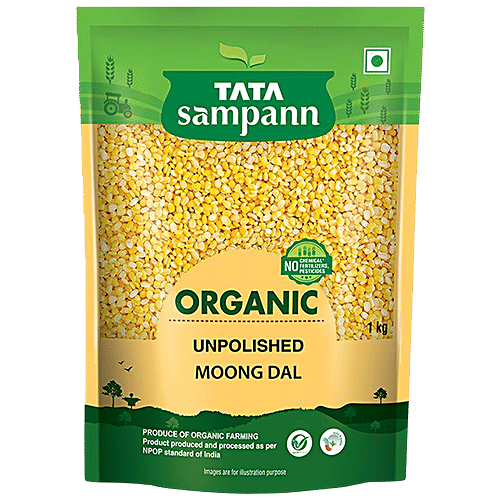 TATA
sampann
NO CHEMICAL*
FERTILIZERS,
PESTICIDES
ORGANIC
1 kg
UNPOLISHED
MOONG DAL
PRODUCE OF ORGANIC FARMING
Product produced and processed as per
NPOP standard of India
Images are for illustration purpose